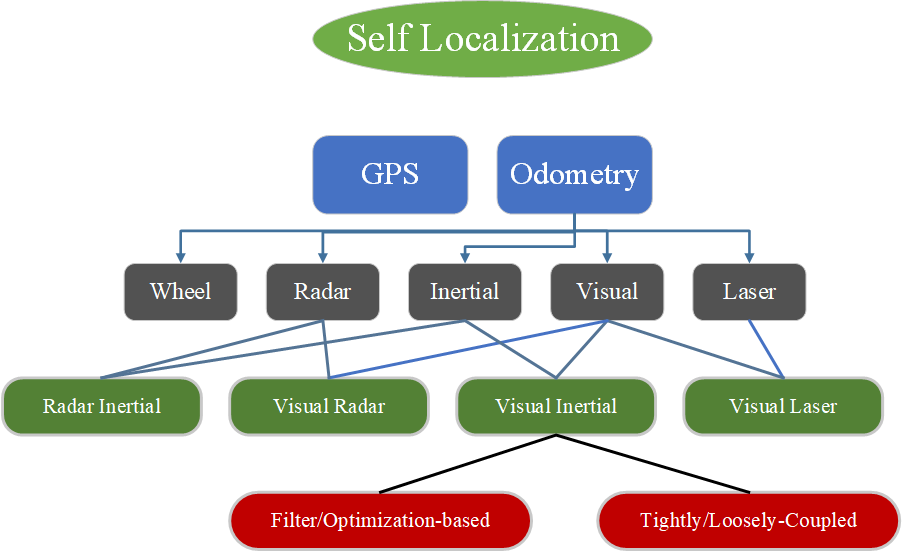 Self Localization
GPS
Odometry
Wheel
Radar
Inertial
Visual
Laser
Radar Inertial
Visual Radar
Visual Inertial
Visual Laser
Filter/Optimization-based
Tightly/Loosely-Coupled